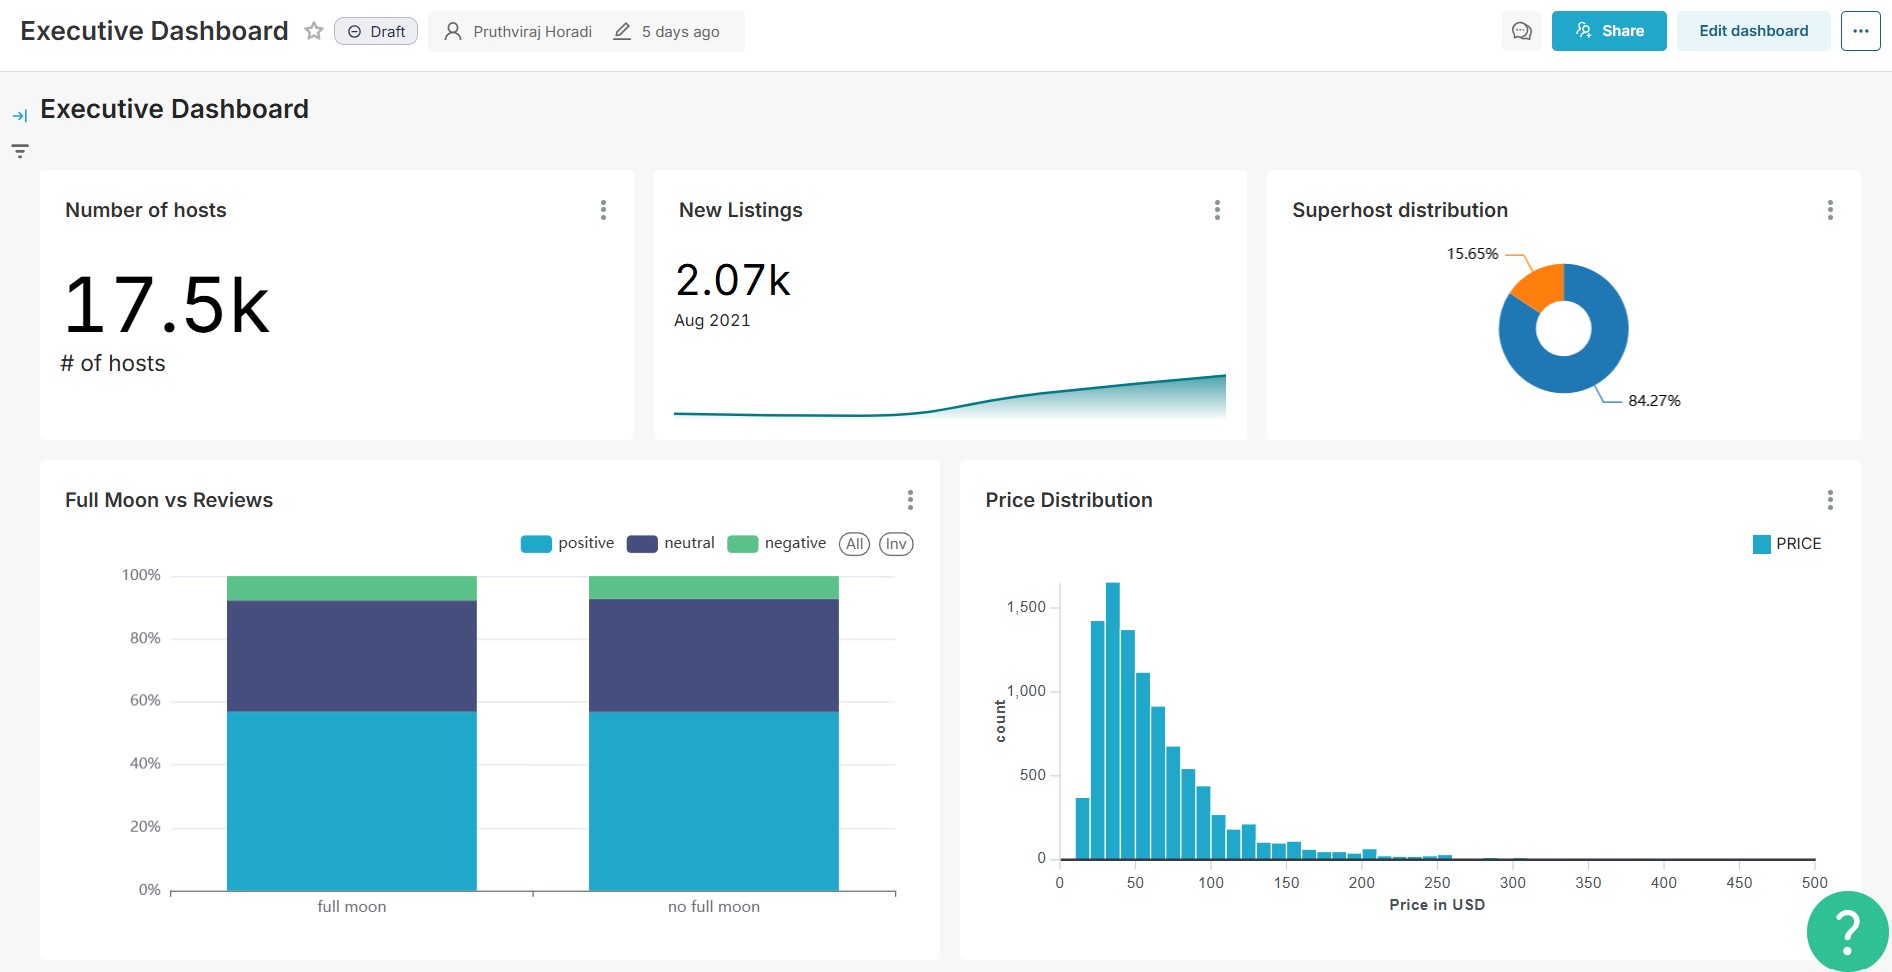 Executive Dashboard
Draft
Pruthviraj Horadi
5 days ago
Share
Edit dashboard
Executive Dashboard
Number of hosts
17.5k
# of hosts
New Listings
2.07k
Aug 2021
Superhost distribution
15.65%
84.27%
Full Moon vs Reviews
positive
neutral
negative
All
Inv
100%
80%
60%
40%
20%
0%
full moon
no full moon
Price Distribution
PRICE
count
1,500
1,000
500
0
0
50
100
150
200
250
300
350
400
450
500
Price in USD
?